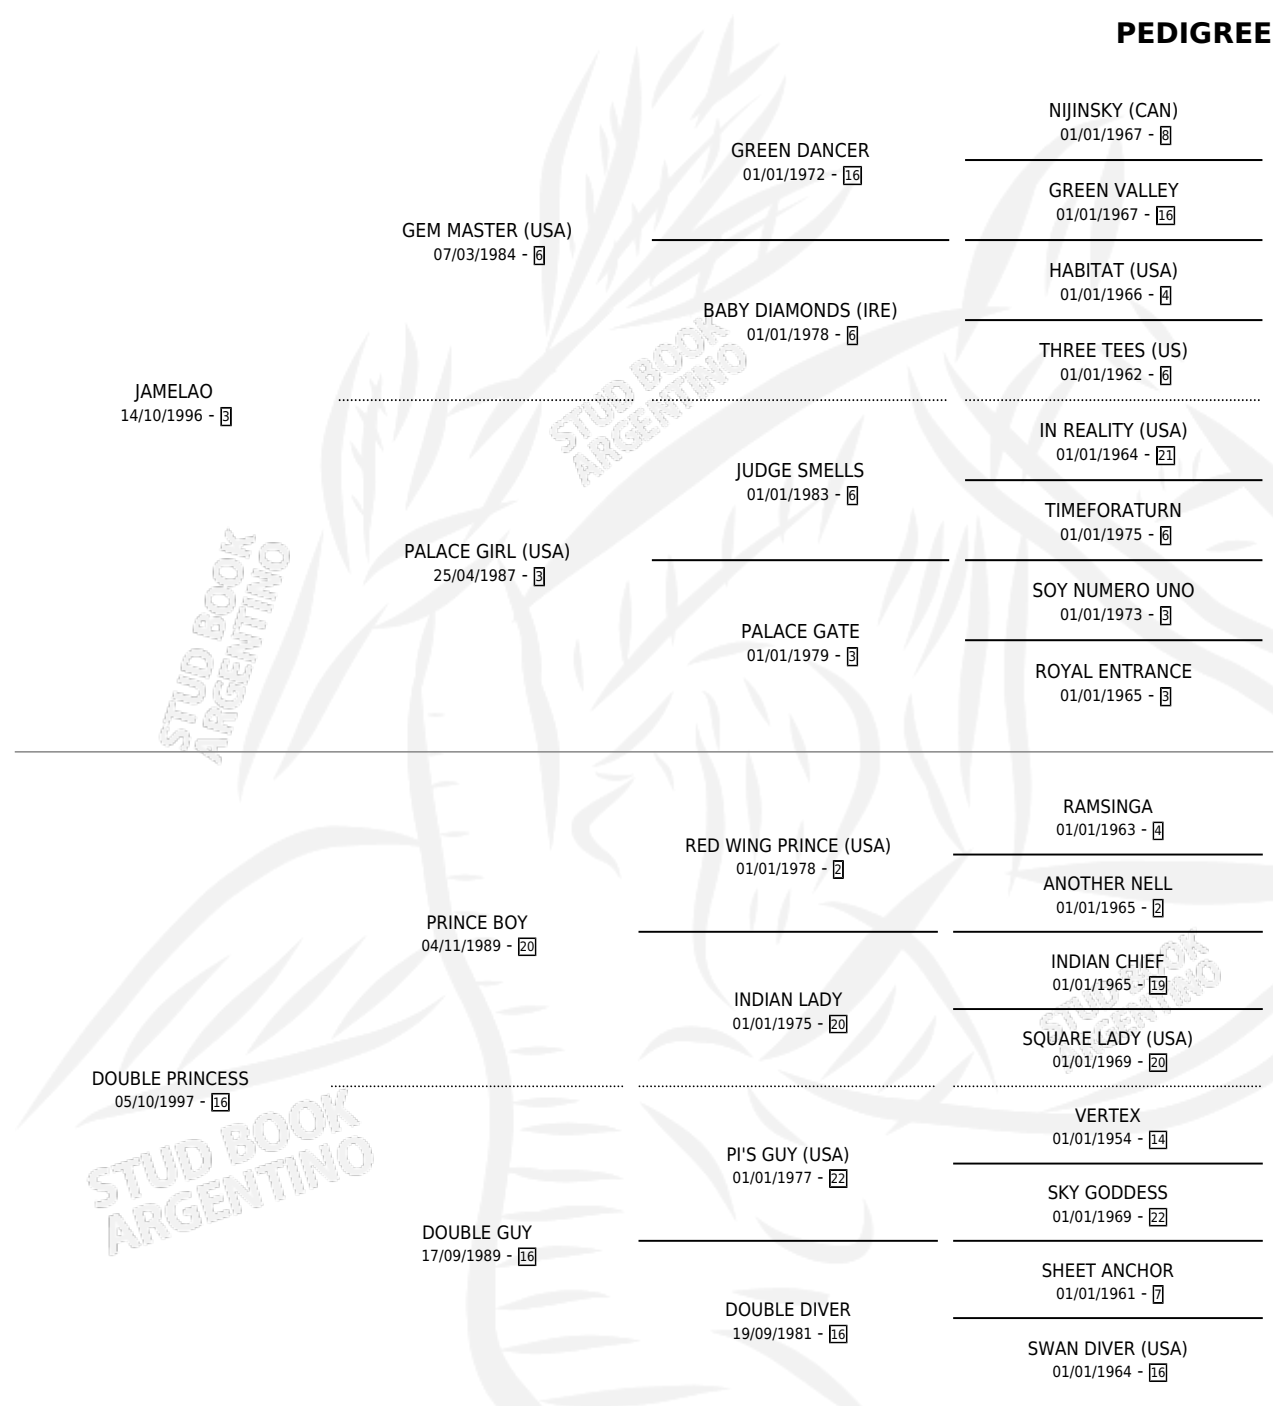 PEDIGREE
NIJINSKY (CAN)
01/01/1967 - 8
GREEN DANCER
01/01/1972 - 16
GREEN VALLEY
01/01/1967 - 16
GEM MASTER (USA)
07/03/1984 - 6
HABITAT (USA)
01/01/1966 - 4
BABY DIAMONDS (IRE)
01/01/1978 - 6
THREE TEES (US)
01/01/1962 - 6
JAMELAO
14/10/1996 - 3
IN REALITY (USA)
01/01/1964 - 21
JUDGE SMELLS
01/01/1983 - 6
TIMEFORATURN
01/01/1975 - 6
PALACE GIRL (USA)
25/04/1987 - 3
SOY NUMERO UNO
01/01/1973 - 3
PALACE GATE
01/01/1979 - 3
ROYAL ENTRANCE
01/01/1965 - 3
RAMSINGA
01/01/1963 - 4
RED WING PRINCE (USA)
01/01/1978 - 2
ANOTHER NELL
01/01/1965 - 2
PRINCE BOY
04/11/1989 - 20
INDIAN CHIEF
01/01/1965 - 19
INDIAN LADY
01/01/1975 - 20
SQUARE LADY (USA)
01/01/1969 - 20
DOUBLE PRINCESS
05/10/1997 - 16
VERTEX
01/01/1954 - 14
PI'S GUY (USA)
01/01/1977 - 22
SKY GODDESS
01/01/1969 - 22
DOUBLE GUY
17/09/1989 - 16
SHEET ANCHOR
01/01/1961 - 7
DOUBLE DIVER
19/09/1981 - 16
SWAN DIVER (USA)
01/01/1964 - 16
STUD BOOK
ARGENTINO
STUD BOOK
ARGENTINO
STUD BOOK
ARGENTINO
STUD BOOK
ARGENTINO